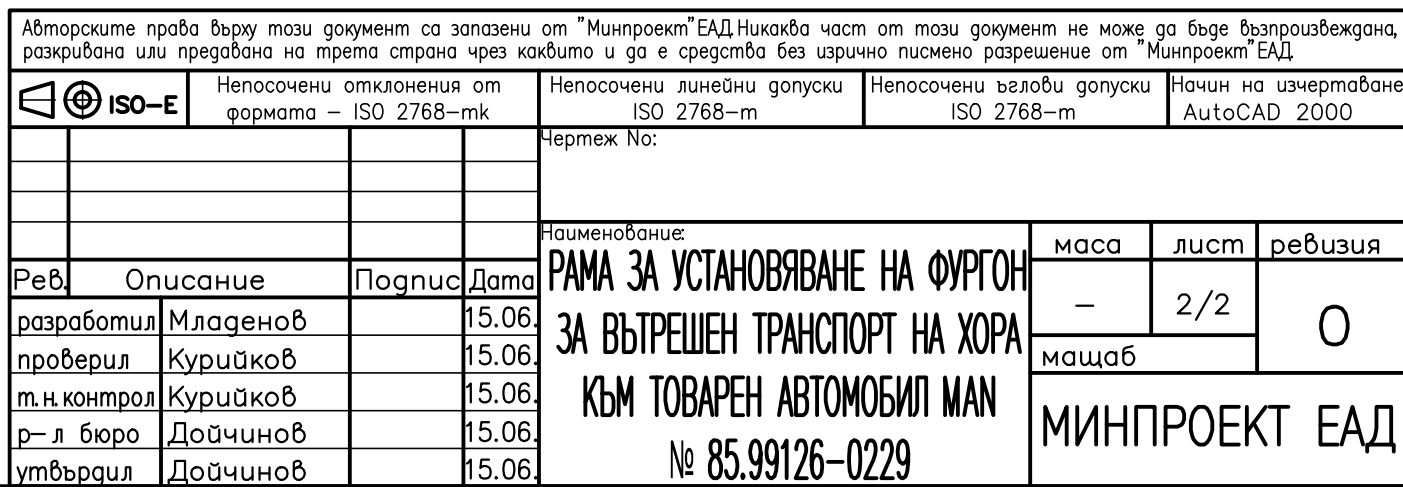 Авторските права върху този документ са запазени от "Минпроект"ЕАД.Никаква част от този документ не може да бъде възпроизвеждана,
разкривана или предавана на трета страна чрез каквито и да е средства без изрично писмено разрешение от "Минпроект"ЕАД.
ISO-E
Непосочени отклонения от
формата – ISO 2768-mk
Непосочени линейни допуски
ISO 2768-m
Непосочени ъглови допуски
ISO 2768-m
Начин на изчертаване
AutoCAD 2000
Чертеж No:
Наименование:
РАМА ЗА УСТАНОВЯВАНЕ НА ФУРГОН
ЗА ВЪТРЕШЕН ТРАНСПОРТ НА ХОРА
КЪМ ТОВАРЕН АВТОМОБИЛ MAN
№ 85.99126-0229
маса лист ревизия
– 2/2 0
мащаб
МИНПРОЕКТ ЕАД
Рев. Описание Подпис Дата
разработил Младенов 15.06.
проверил Курийков 15.06.
т.н.контрол Курийков 15.06.
р-л бюро Дойчинов 15.06.
утвърдил Дойчинов 15.06.